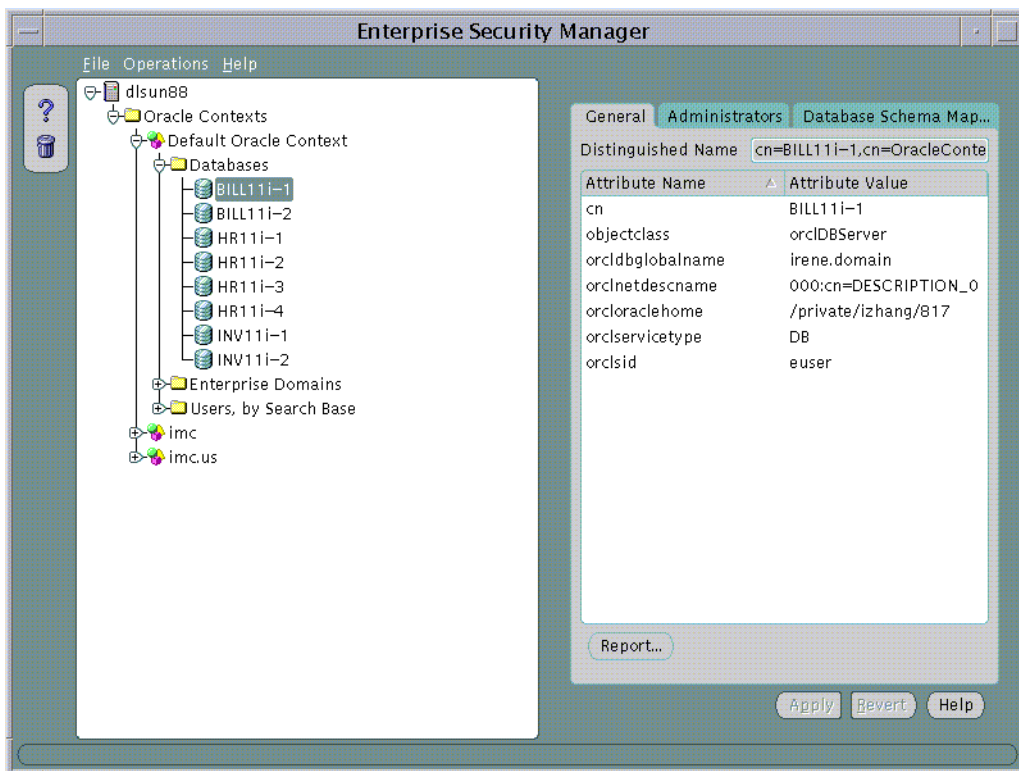 Enterprise Security Manager
File Operations Help
dlsun88
Oracle Contexts
Default Oracle Context
Databases
BILL11i-1
BILL11i-2
HR11i-1
HR11i-2
HR11i-3
HR11i-4
INV11i-1
INV11i-2
Enterprise Domains
Users, by Search Base
imc
imc.us
General Administrators Database Schema Map...
Distinguished Name cn=BILL11i-1,cn=OracleConte
Attribute Name Attribute Value
cn BILL11i-1
objectclass orclDBServer
orcldbglobalname irene.domain
orclnetdescname 000:cn=DESCRIPTION_0
orcloraclehome /private/izhang/817
orclservicetype DB
orclsid euser
Report...
Apply Revert Help